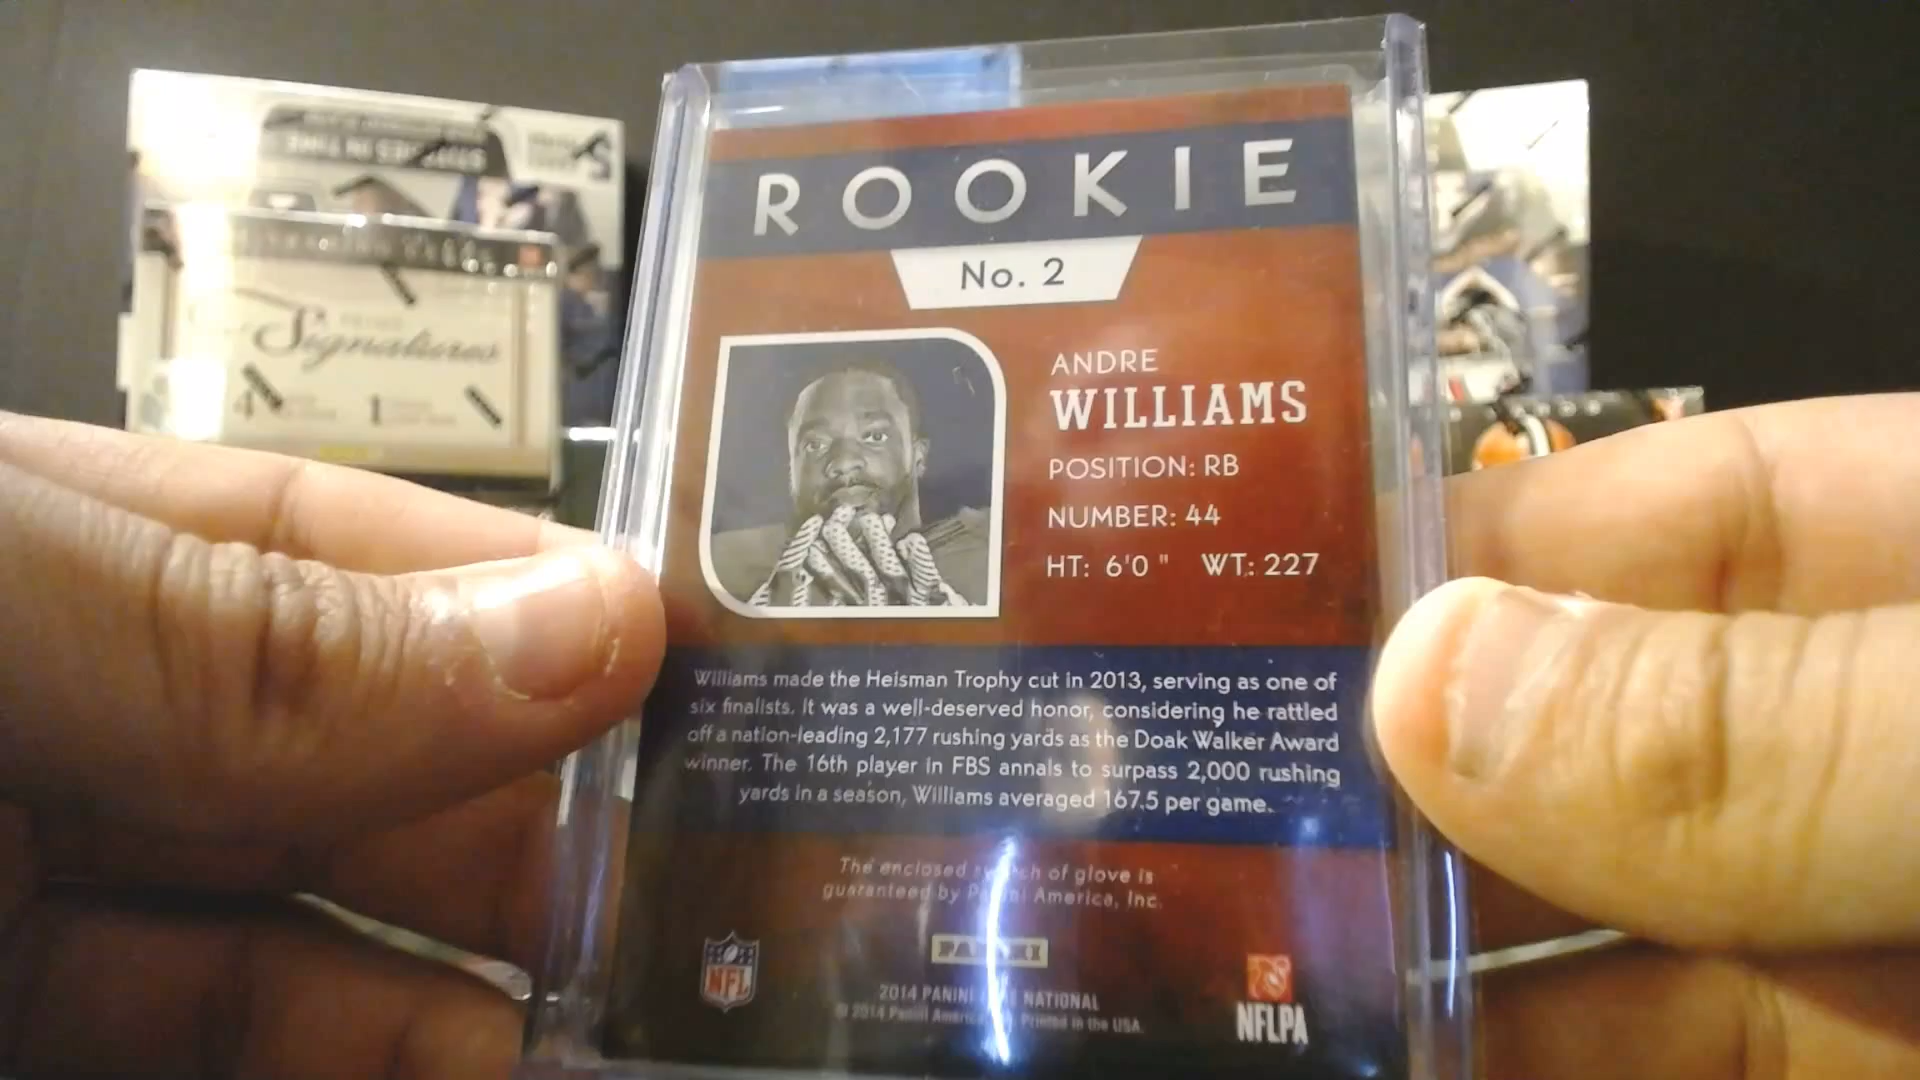 ROOKIE
No. 2
ANDRE
WILLIAMS
POSITION: RB
NUMBER: 44
HT: 6'0" WT: 227
Williams made the Heisman Trophy cut in 2013, serving as one of
six finalists. It was a well-deserved honor, considering he rattled
off a nation-leading 2,177 rushing yards as the Doak Walker Award
winner. The 16th player in FBS annals to surpass 2,000 rushing
yards in a season, Williams averaged 167.5 per game.
The enclosed of glove is
guaranteed by America, Inc.
NFL
PANINI
NFLPA
2014 PANINI NATIONAL
© 2014 Panini Printed in the USA.
Signatures
4
1